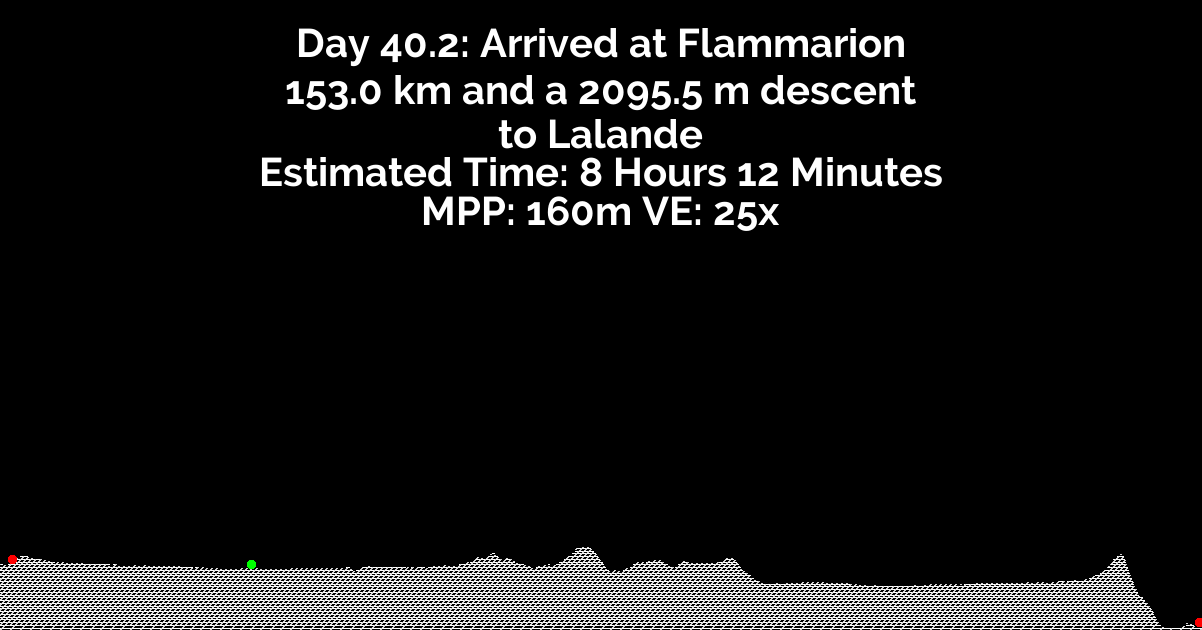 Day 40.2: Arrived at Flammarion
153.0 km and a 2095.5 m descent
to Lalande
Estimated Time: 8 Hours 12 Minutes
MPP: 160m VE: 25x